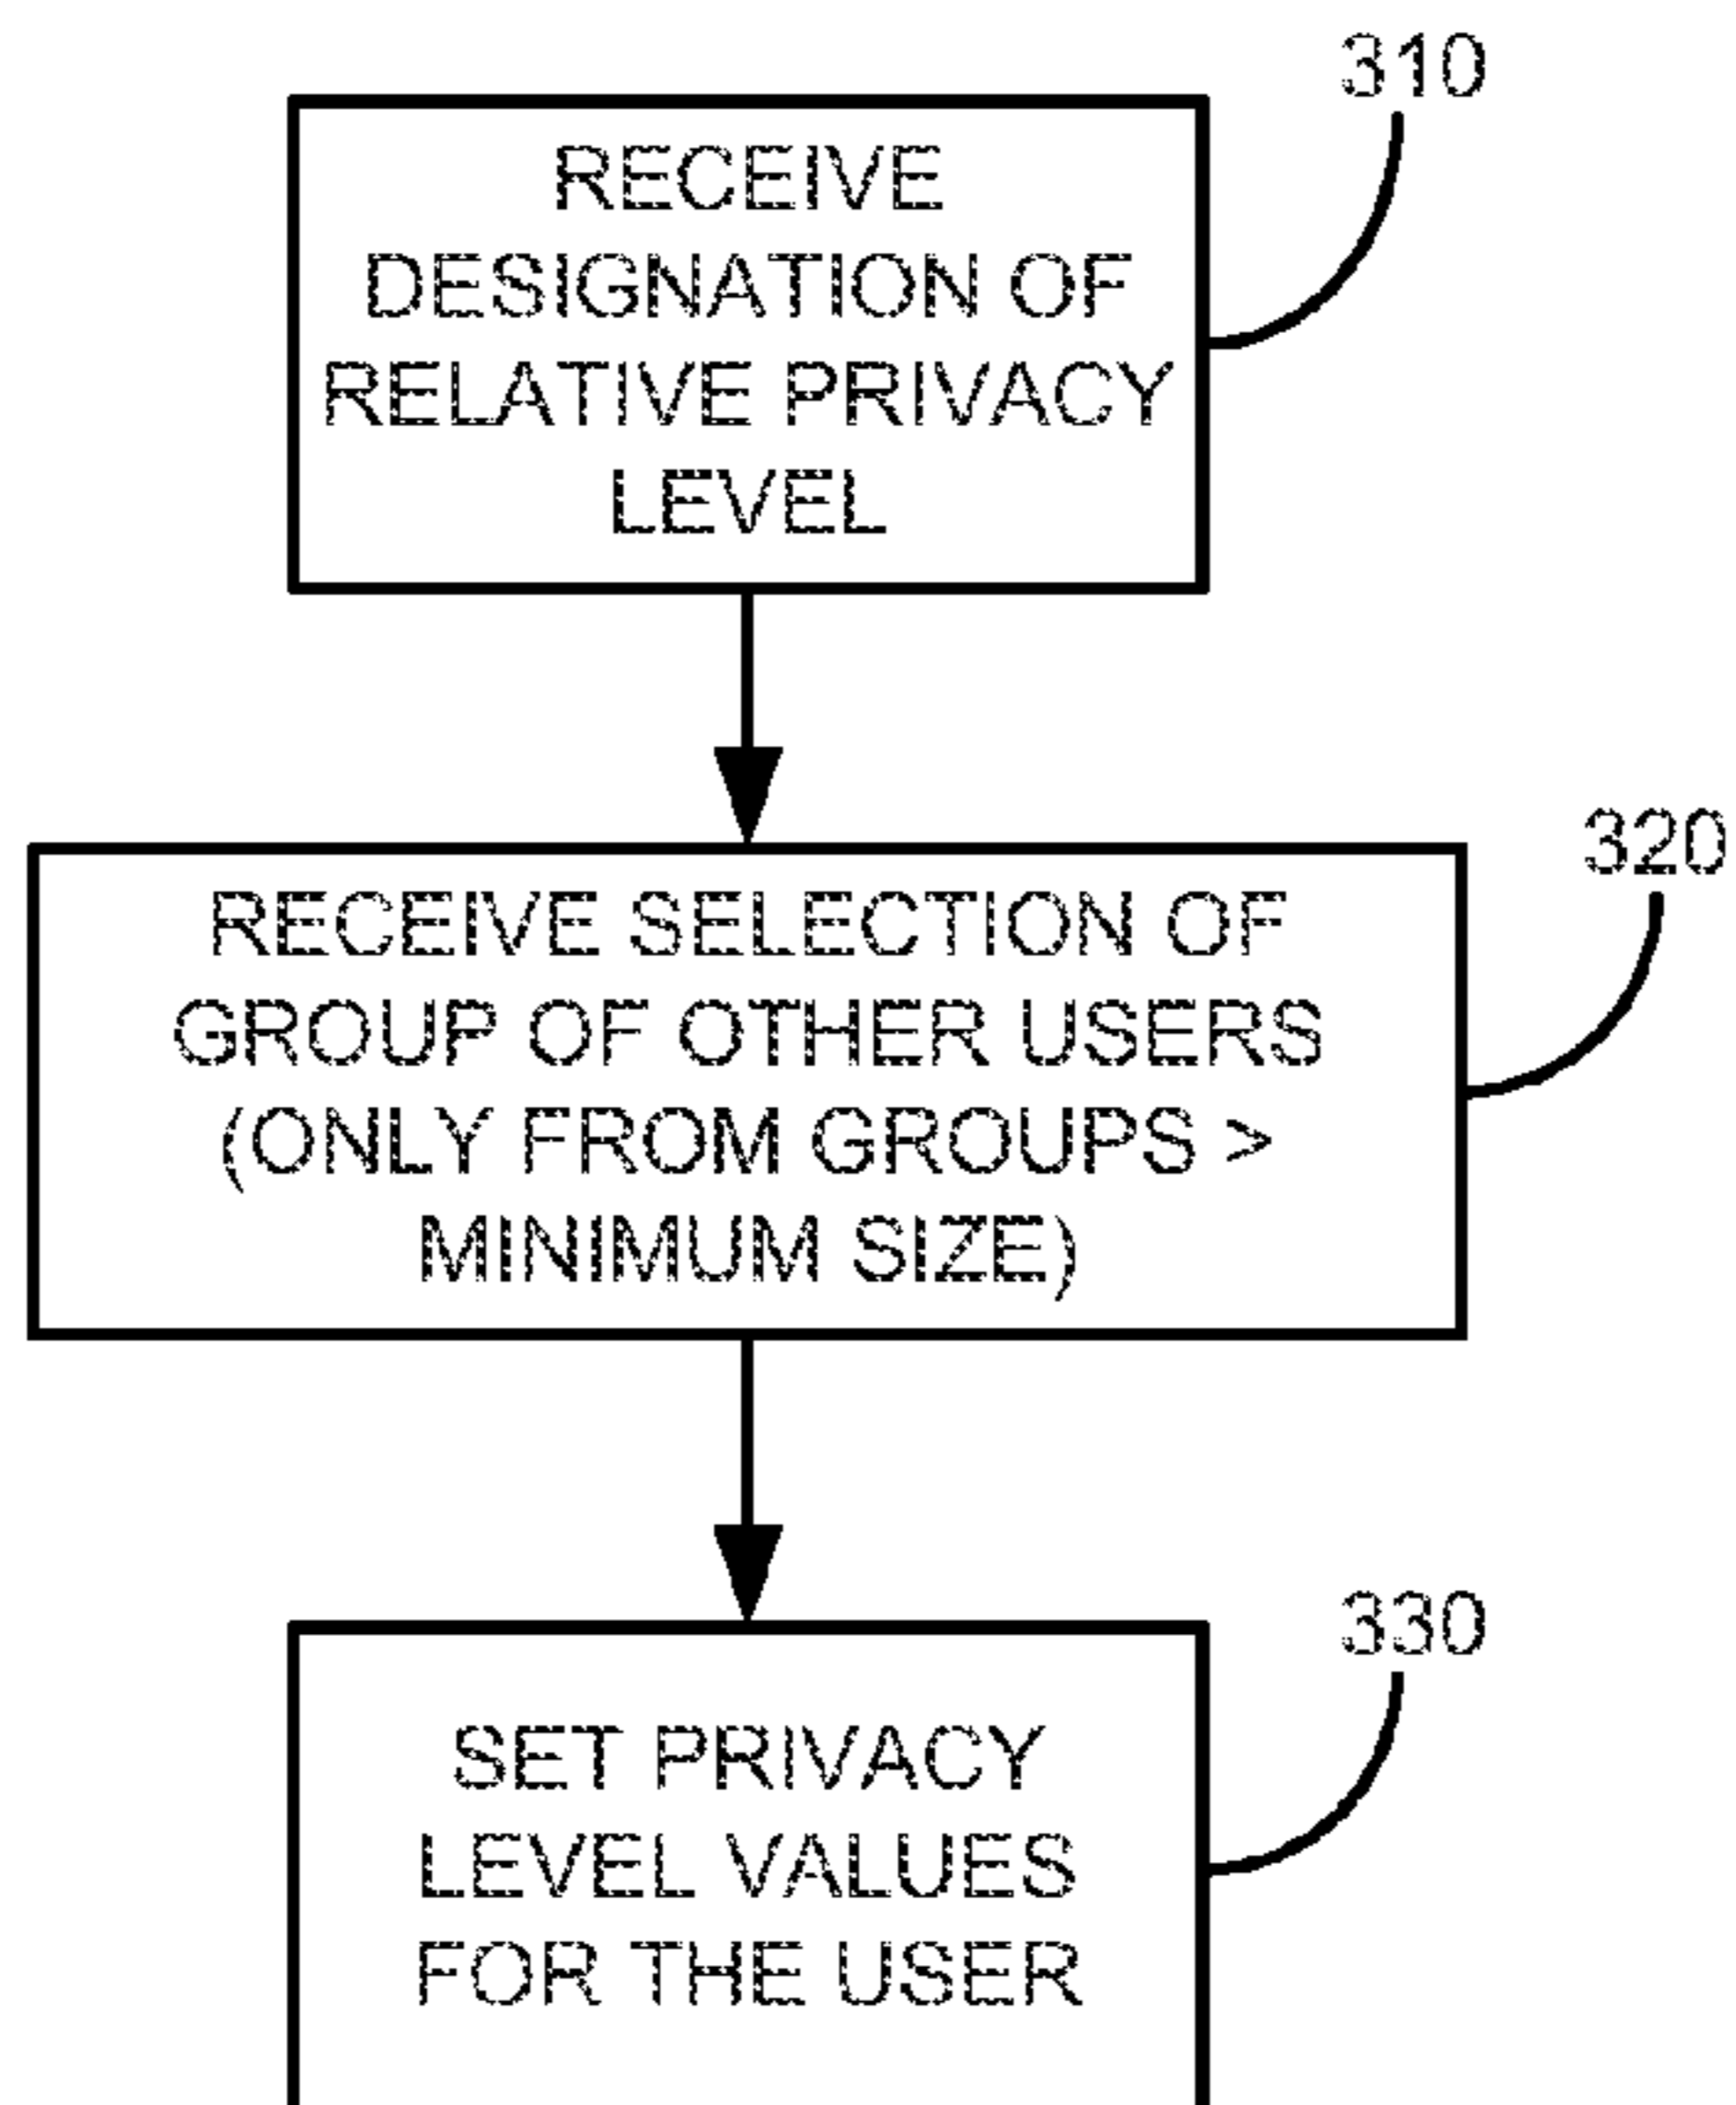 310
RECEIVE
DESIGNATION OF
RELATIVE PRIVACY
LEVEL
320
RECEIVE SELECTION OF
GROUP OF OTHER USERS
(ONLY FROM GROUPS >
MINIMUM SIZE)
330
SET PRIVACY
LEVEL VALUES
FOR THE USER